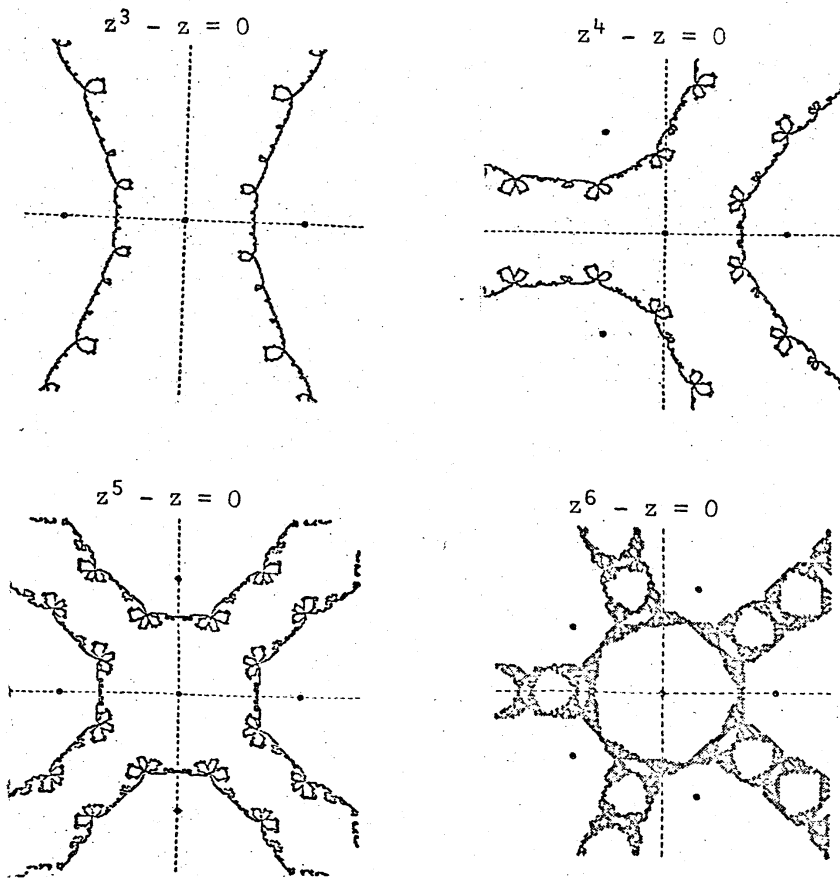 z³ - z = 0
z⁴ - z = 0
z⁵ - z = 0
z⁶ - z = 0